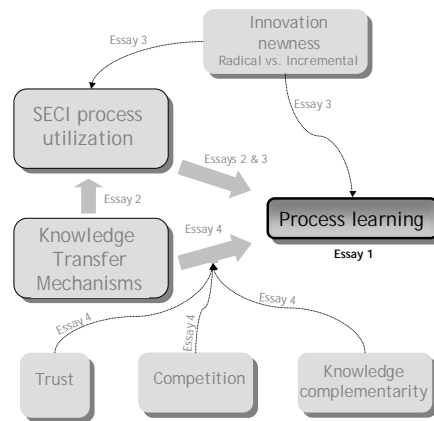 Innovation
newness
Radical vs. Incremental
Essay 3
Essay 3
SECI process
utilization
Essays 2 & 3
Essay 2
Essay 4
Process learning
Essay 1
Knowledge
Transfer
Mechanisms
Essay 4
Essay 4
Essay 4
Trust
Competition
Knowledge
complementarity